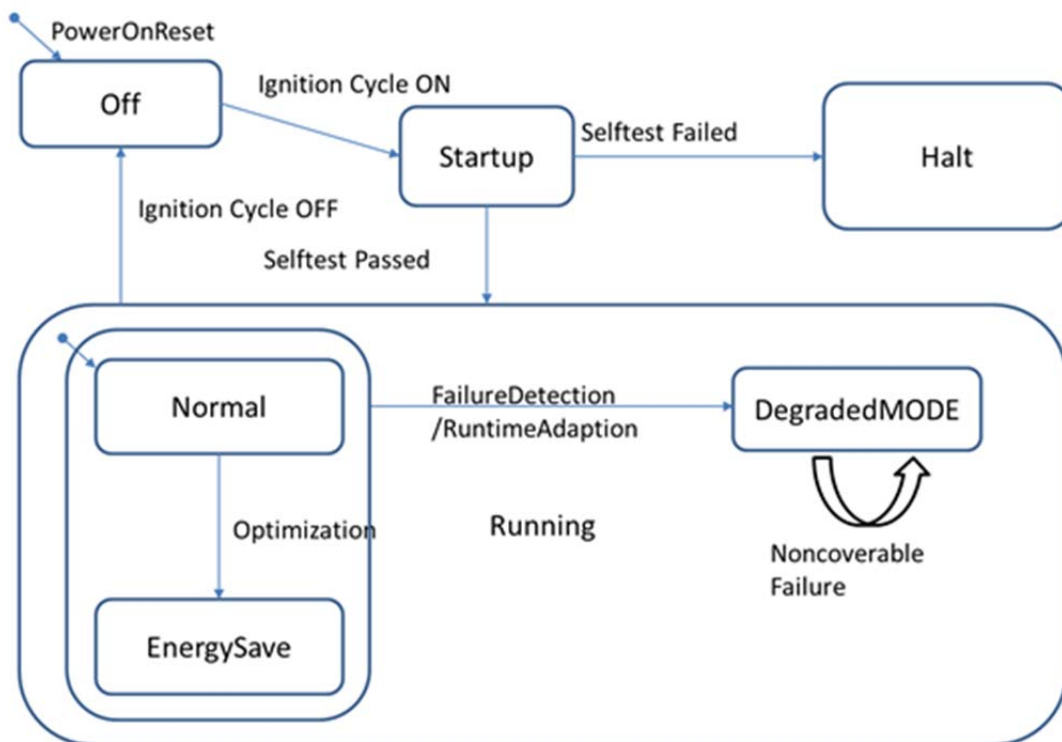 PowerOnReset
Off
Ignition Cycle ON
Startup
Selftest Failed
Halt
Ignition Cycle OFF
Selftest Passed
Normal
FailureDetection
/RuntimeAdaption
DegradedMODE
Optimization
Running
Noncoverable
Failure
EnergySave